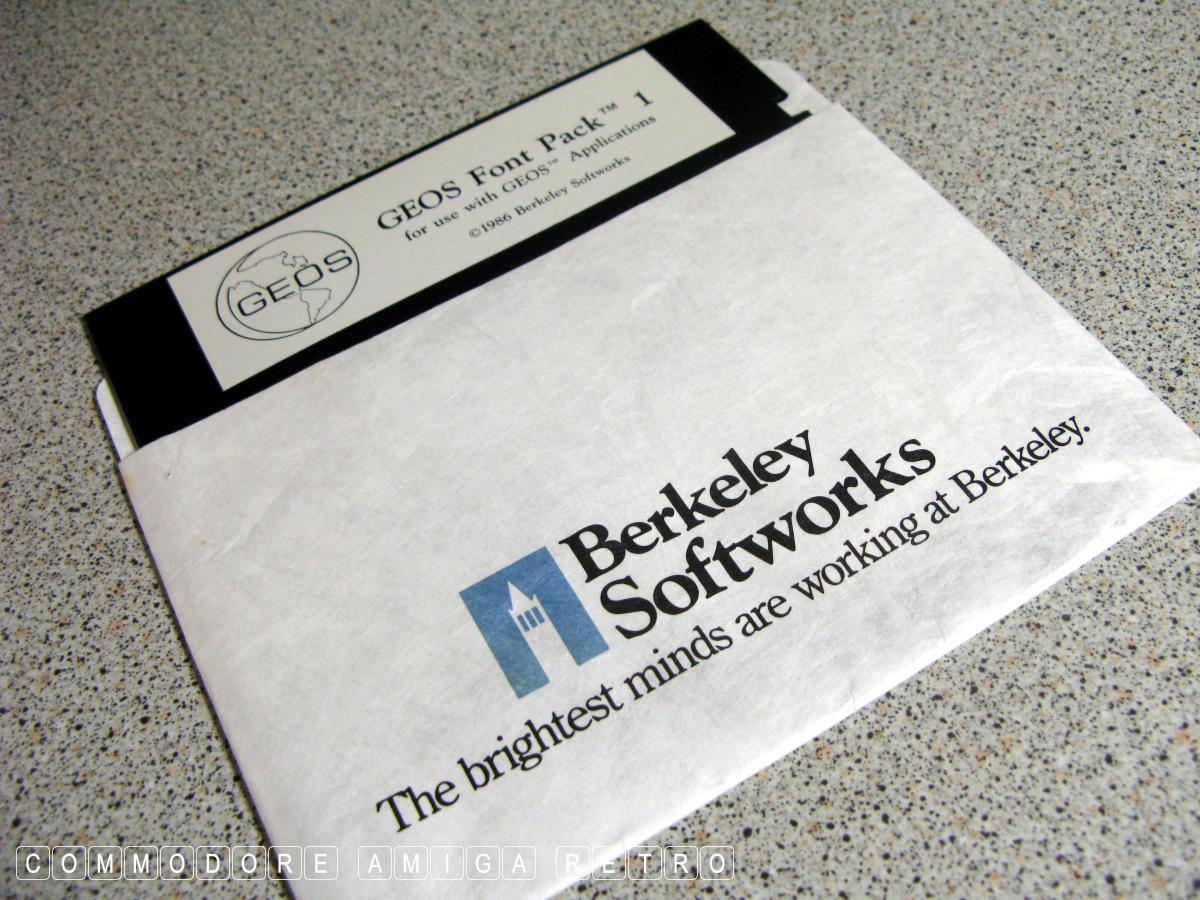 GEOS Font Pack™ 1
for use with GEOS™ Applications
©1986 Berkeley Softworks
GEOS
Berkeley
Softworks
The brightest minds are working at Berkeley.
COMMODORE AMIGA RETRO